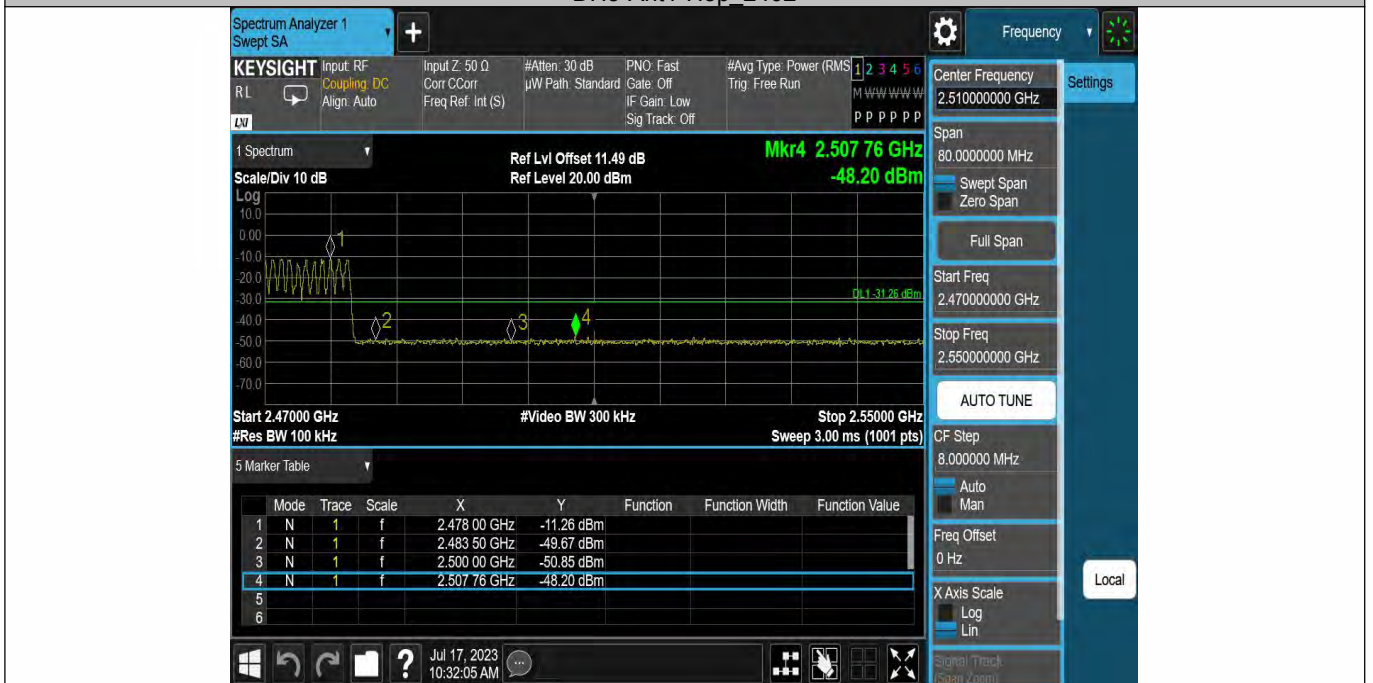 Spectrum Analyzer 1
Swept SA
+
Frequency
KEYSIGHT
RL
LXI
Input: RF
Coupling: DC
Align: Auto
Input Z: 50 Ω
Corr CCorr
Freq Ref: Int (S)
#Atten: 30 dB
µW Path: Standard
PNO: Fast
Gate: Off
IF Gain: Low
Sig Track: Off
#Avg Type: Power (RMS
Trig: Free Run
1 2 3 4 5 6
M W W W W W
P P P P P P
1 Spectrum
Scale/Div 10 dB
Ref Lvl Offset 11.49 dB
Ref Level 20.00 dBm
Mkr4 2.507 76 GHz
-48.20 dBm
Log
10.0
0.00
-10.0
-20.0
-30.0
-40.0
-50.0
-60.0
-70.0
1
2
3
4
DL1 -31.26 dBm
Start 2.47000 GHz
#Res BW 100 kHz
#Video BW 300 kHz
Stop 2.55000 GHz
Sweep 3.00 ms (1001 pts)
5 Marker Table
Mode Trace Scale X Y Function Function Width Function Value
1 N 1 f 2.478 00 GHz -11.26 dBm
2 N 1 f 2.483 50 GHz -49.67 dBm
3 N 1 f 2.500 00 GHz -50.85 dBm
4 N 1 f 2.507 76 GHz -48.20 dBm
5
6
?
Jul 17, 2023
10:32:05 AM
Center Frequency
2.510000000 GHz
Settings
Span
80.0000000 MHz
Swept Span
Zero Span
Full Span
Start Freq
2.470000000 GHz
Stop Freq
2.550000000 GHz
AUTO TUNE
CF Step
8.000000 MHz
Auto
Man
Freq Offset
0 Hz
X Axis Scale
Log
Lin
Signal Track
(Span Zoom)
Local